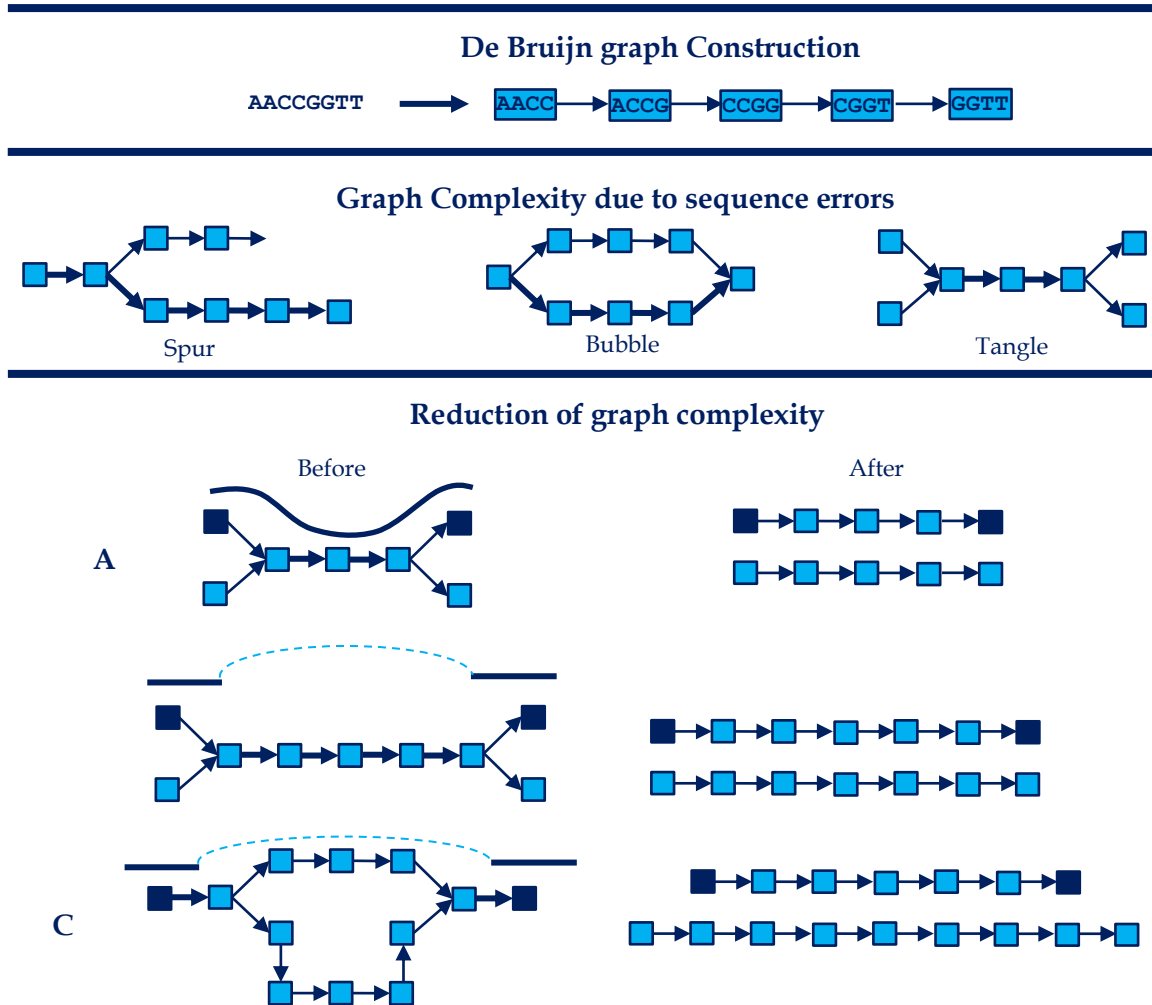 De Bruijn graph Construction
AACCGGTT AACC ACCG CCGG CGGT GGTT
Graph Complexity due to sequence errors
Spur Bubble Tangle
Reduction of graph complexity
Before After
A
C